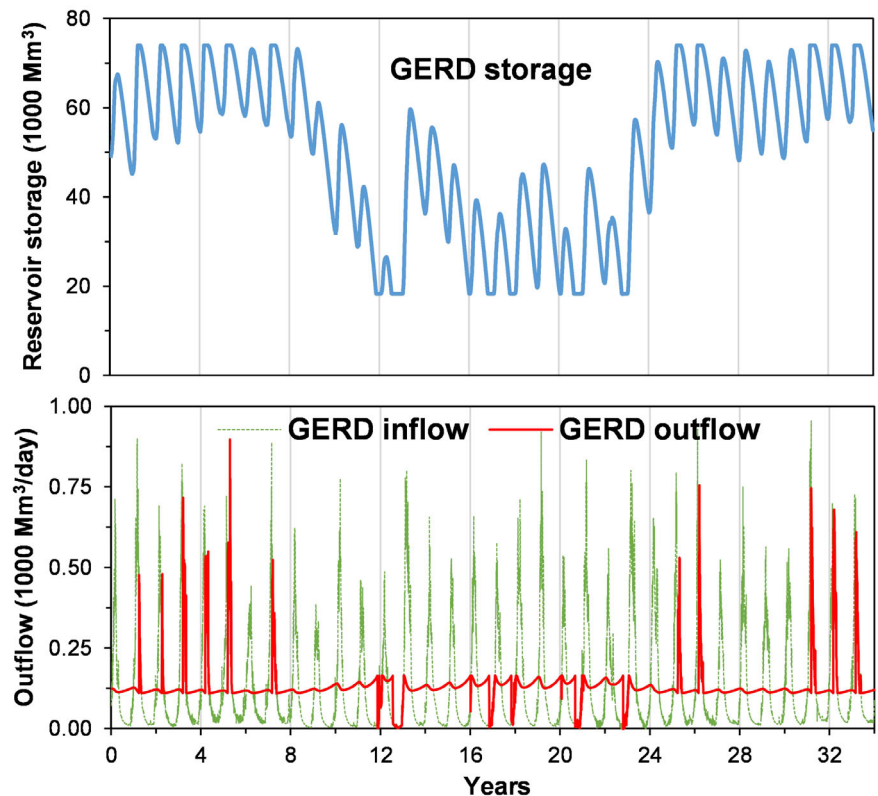 Reservoir storage (1000 Mm³)
80
60
40
20
0
GERD storage
Outflow (1000 Mm³/day)
1.00
0.75
0.50
0.25
0.00
GERD inflow GERD outflow
0 4 8 12 16 20 24 28 32
Years